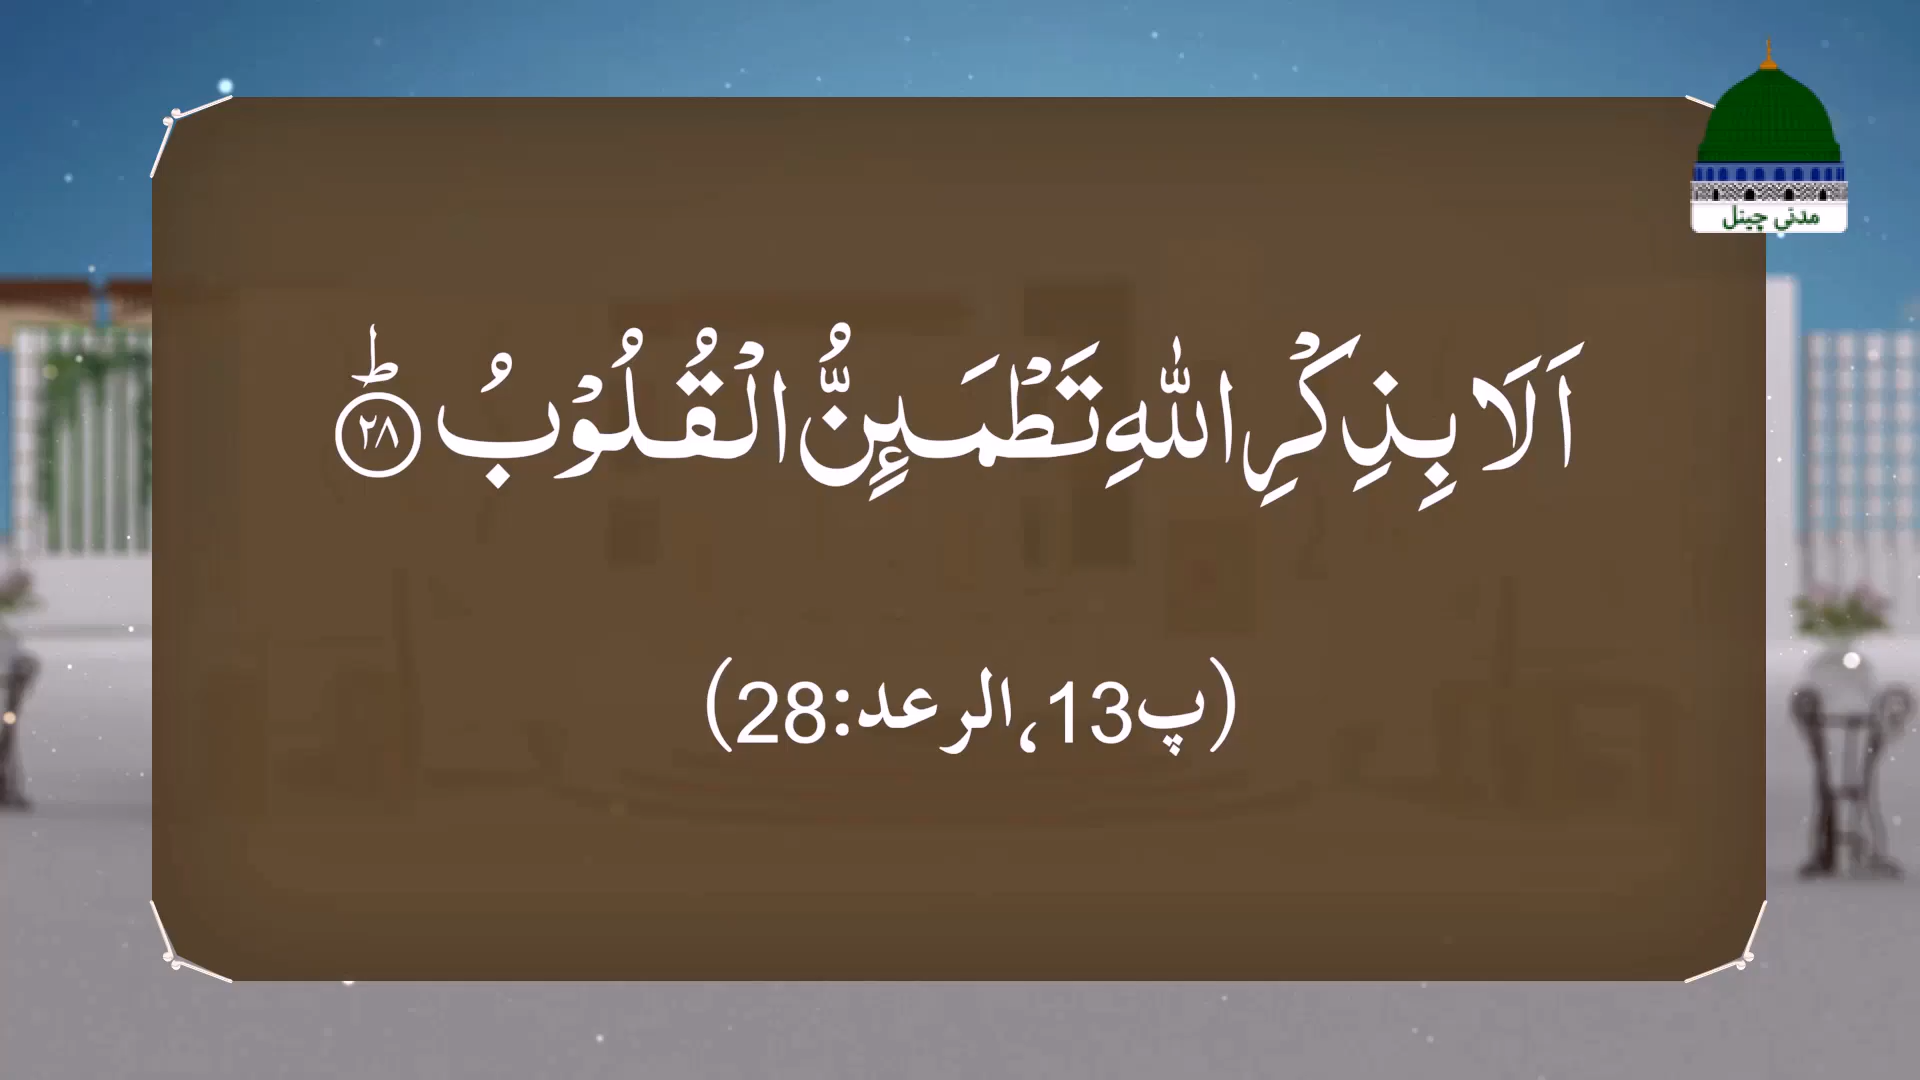 مدنی چینل
اَلَا بِذِكْرِ اللّٰهِ تَطْمَىٕنُّ الْقُلُوْبُؕ۝۲۸
(پ13،الرعد:28)